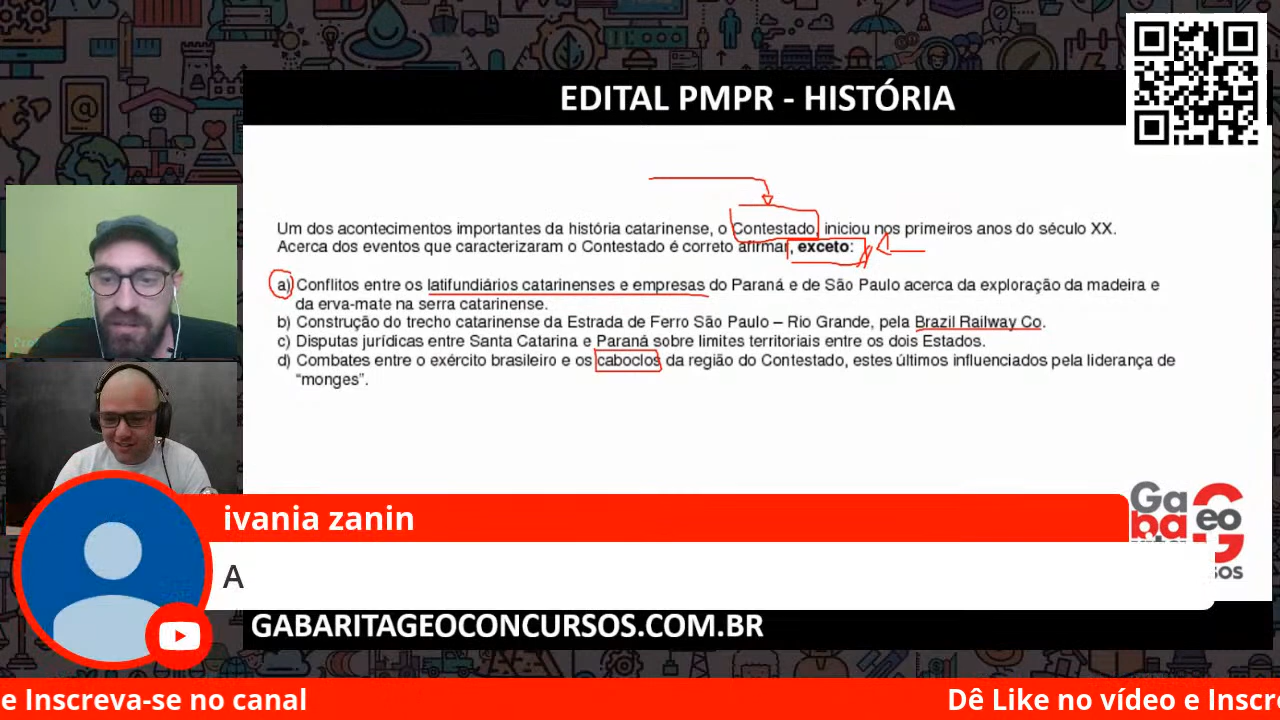 EDITAL PMPR - HISTÓRIA
Um dos acontecimentos importantes da história catarinense, o Contestado, iniciou nos primeiros anos do século XX.
Acerca dos eventos que caracterizaram o Contestado é correto afirmar, exceto:
a) Conflitos entre os latifundiários catarinenses e empresas do Paraná e de São Paulo acerca da exploração da madeira e
da erva-mate na serra catarinense.
b) Construção do trecho catarinense da Estrada de Ferro São Paulo – Rio Grande, pela Brazil Railway Co.
c) Disputas jurídicas entre Santa Catarina e Paraná sobre limites territoriais entre os dois Estados.
d) Combates entre o exército brasileiro e os caboclos da região do Contestado, estes últimos influenciados pela liderança de
“monges”.
ivania zanin
A
GABARITAGEOCONCURSOS.COM.BR
e Inscreva-se no canal
Dê Like no vídeo e Inscre